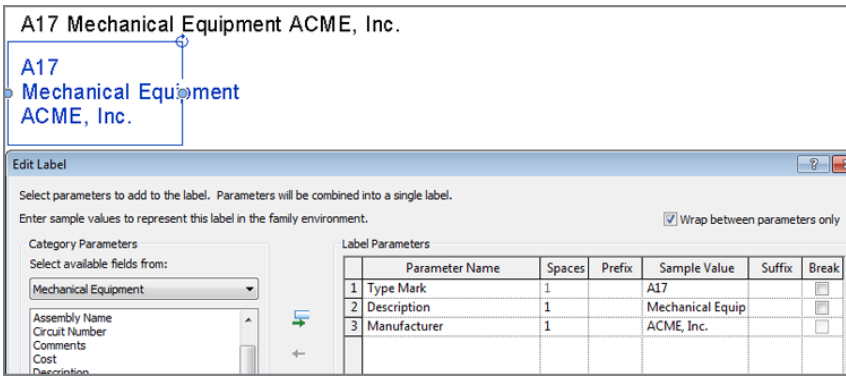 A17 Mechanical Equipment ACME, Inc.
A17
Mechanical Equipment
ACME, Inc.
Edit Label
Select parameters to add to the label. Parameters will be combined into a single label.
Enter sample values to represent this label in the family environment.
Wrap between parameters only
Category Parameters
Label Parameters
Select available fields from:
Parameter Name Spaces Prefix Sample Value Suffix Break
Mechanical Equipment
1 Type Mark 1 A17
2 Description 1 Mechanical Equip
3 Manufacturer 1 ACME, Inc.
Assembly Name
Circuit Number
Comments
Cost
Description